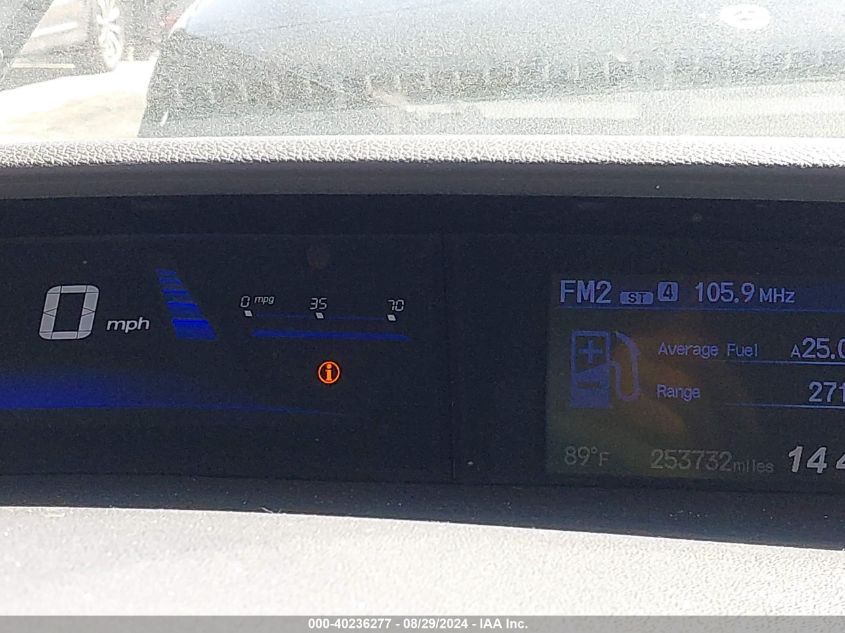 0 mph
0 mpg 35 70
FM2 ST 4 105.9 MHz
Average Fuel A25.0
Range 271
89°F 253732 miles 14
000-40236277 - 08/29/2024 - IAA Inc.